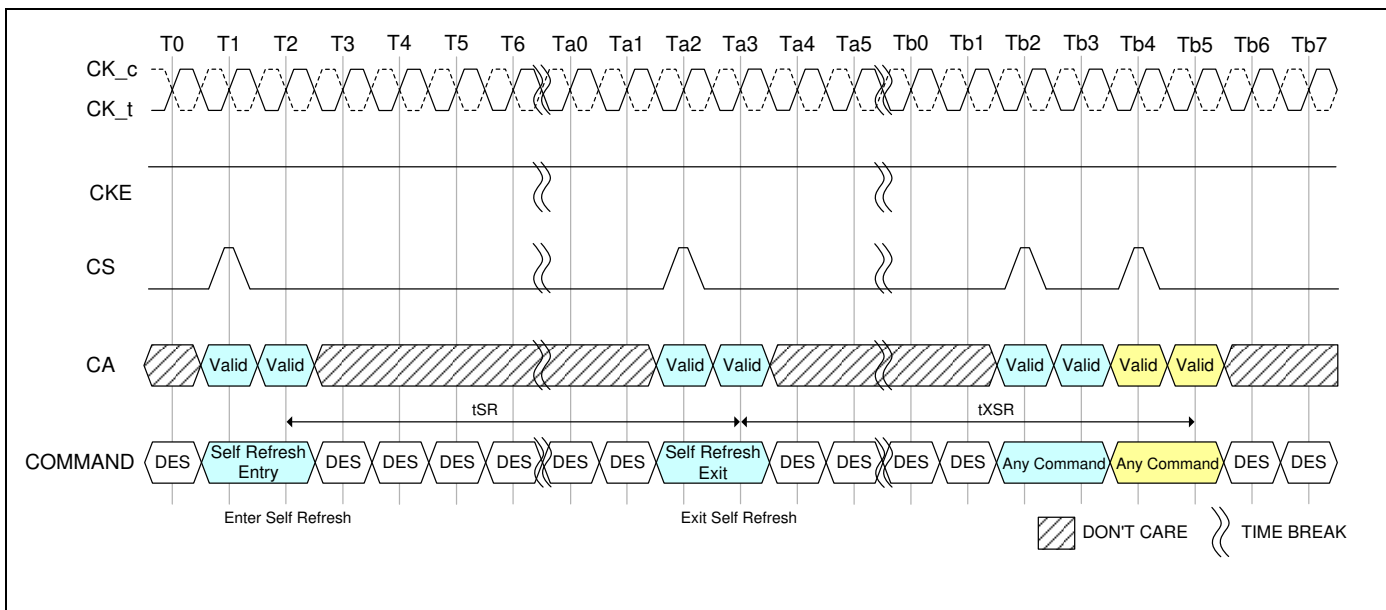 T0 T1 T2 T3 T4 T5 T6 Ta0 Ta1 Ta2 Ta3 Ta4 Ta5 Tb0 Tb1 Tb2 Tb3 Tb4 Tb5 Tb6 Tb7
CK_c
CK_t
CKE
CS
CA Valid Valid Valid Valid Valid Valid Valid Valid
tSR tXSR
COMMAND DES Self Refresh Entry DES DES DES DES DES DES Self Refresh Exit DES DES DES DES Any Command Any Command DES DES
Enter Self Refresh Exit Self Refresh
DON'T CARE TIME BREAK